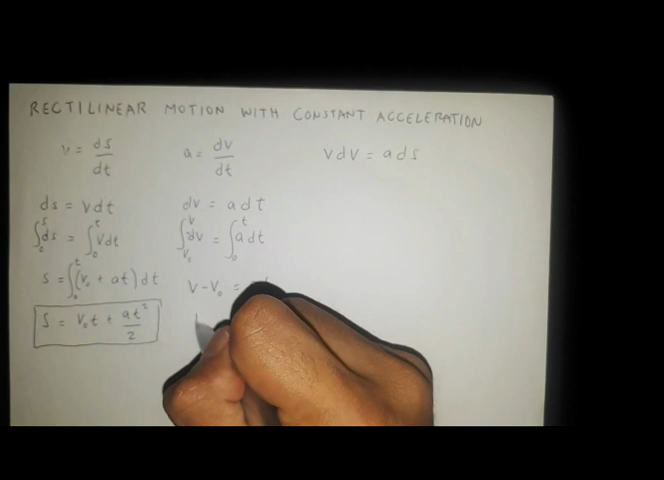 RECTILINEAR MOTION WITH CONSTANT ACCELERATION
v = ds/dt
a = dv/dt
vdv = ads
ds = vdt
dv = adt
∫₀ˢ ds = ∫₀ᵗ vdt
∫ᵥ₀ᵛ dv = ∫₀ᵗ adt
s = ∫₀ᵗ (v₀ + at) dt
v - v₀ =
s = v₀t + at²/2